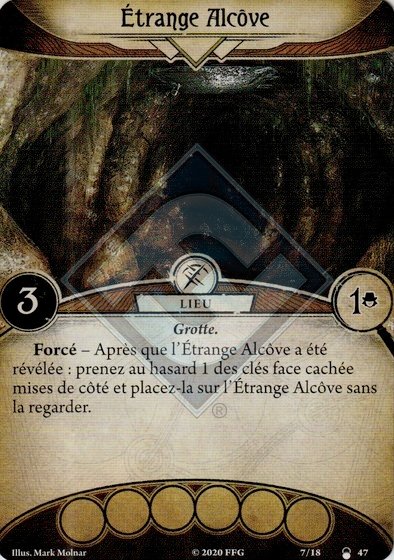 Étrange Alcôve
3
LIEU
1
Grotte.
Forcé – Après que l’Étrange Alcôve a été
révélée : prenez au hasard 1 des clés face cachée
mises de côté et placez-la sur l’Étrange Alcôve sans
la regarder.
®
Illus. Mark Molnar
© 2020 FFG
7/18
47